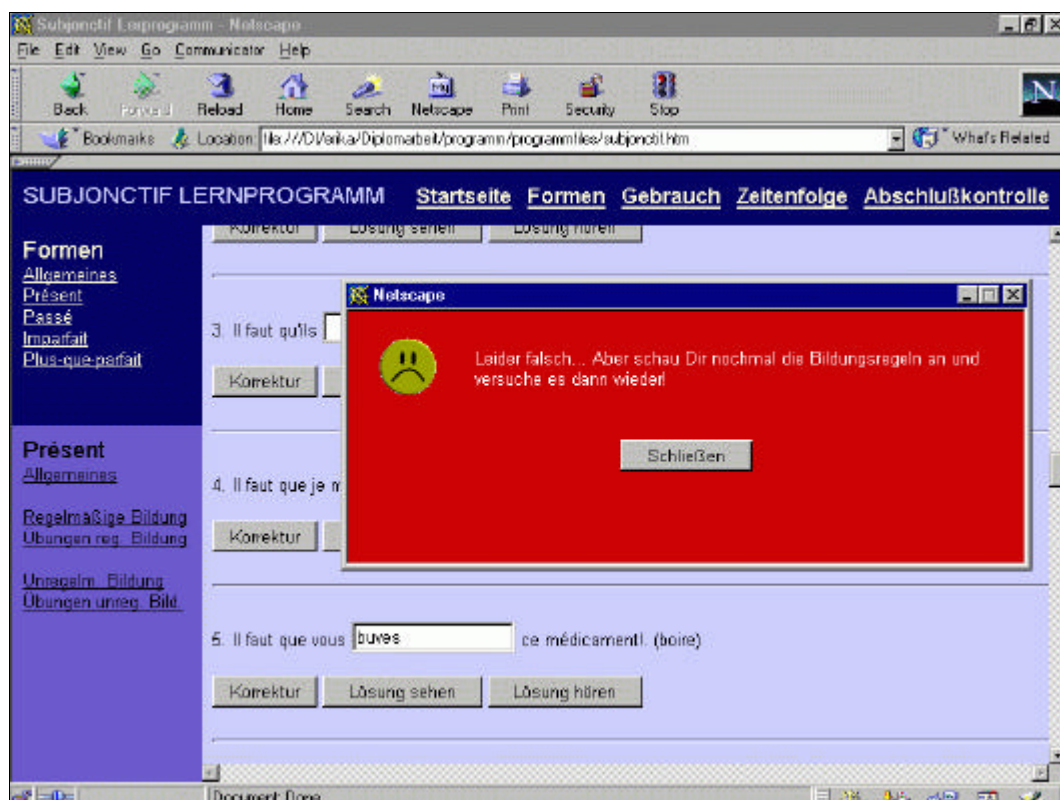 Subjonctif Lernprogramm - Netscape
File Edit View Go Communicator Help
Back Forward Reload Home Search Netscape Print Security Stop
Bookmarks Location: file:///D|/erika/Diplomarbeit/programm/programmfiles/subjonctif.htm What's Related
SUBJONCTIF LERNPROGRAMM Startseite Formen Gebrauch Zeitenfolge Abschlußkontrolle
Formen
Allgemeines
Présent
Passé
Imparfait
Plus-que-parfait
Présent
Allgemeines
Regelmäßige Bildung
Übungen reg. Bildung
Unregelm. Bildung
Übungen unreg. Bild.
Korrektur Lösung sehen Lösung hören
3. Il faut qu'ils
Korrektur
4. Il faut que je m
Korrektur
Netscape
Leider falsch... Aber schau Dir nochmal die Bildungsregeln an und
versuche es dann wieder!
Schließen
5. Il faut que vous buves ce médicament!. (boire)
Korrektur Lösung sehen Lösung hören
Document: Done